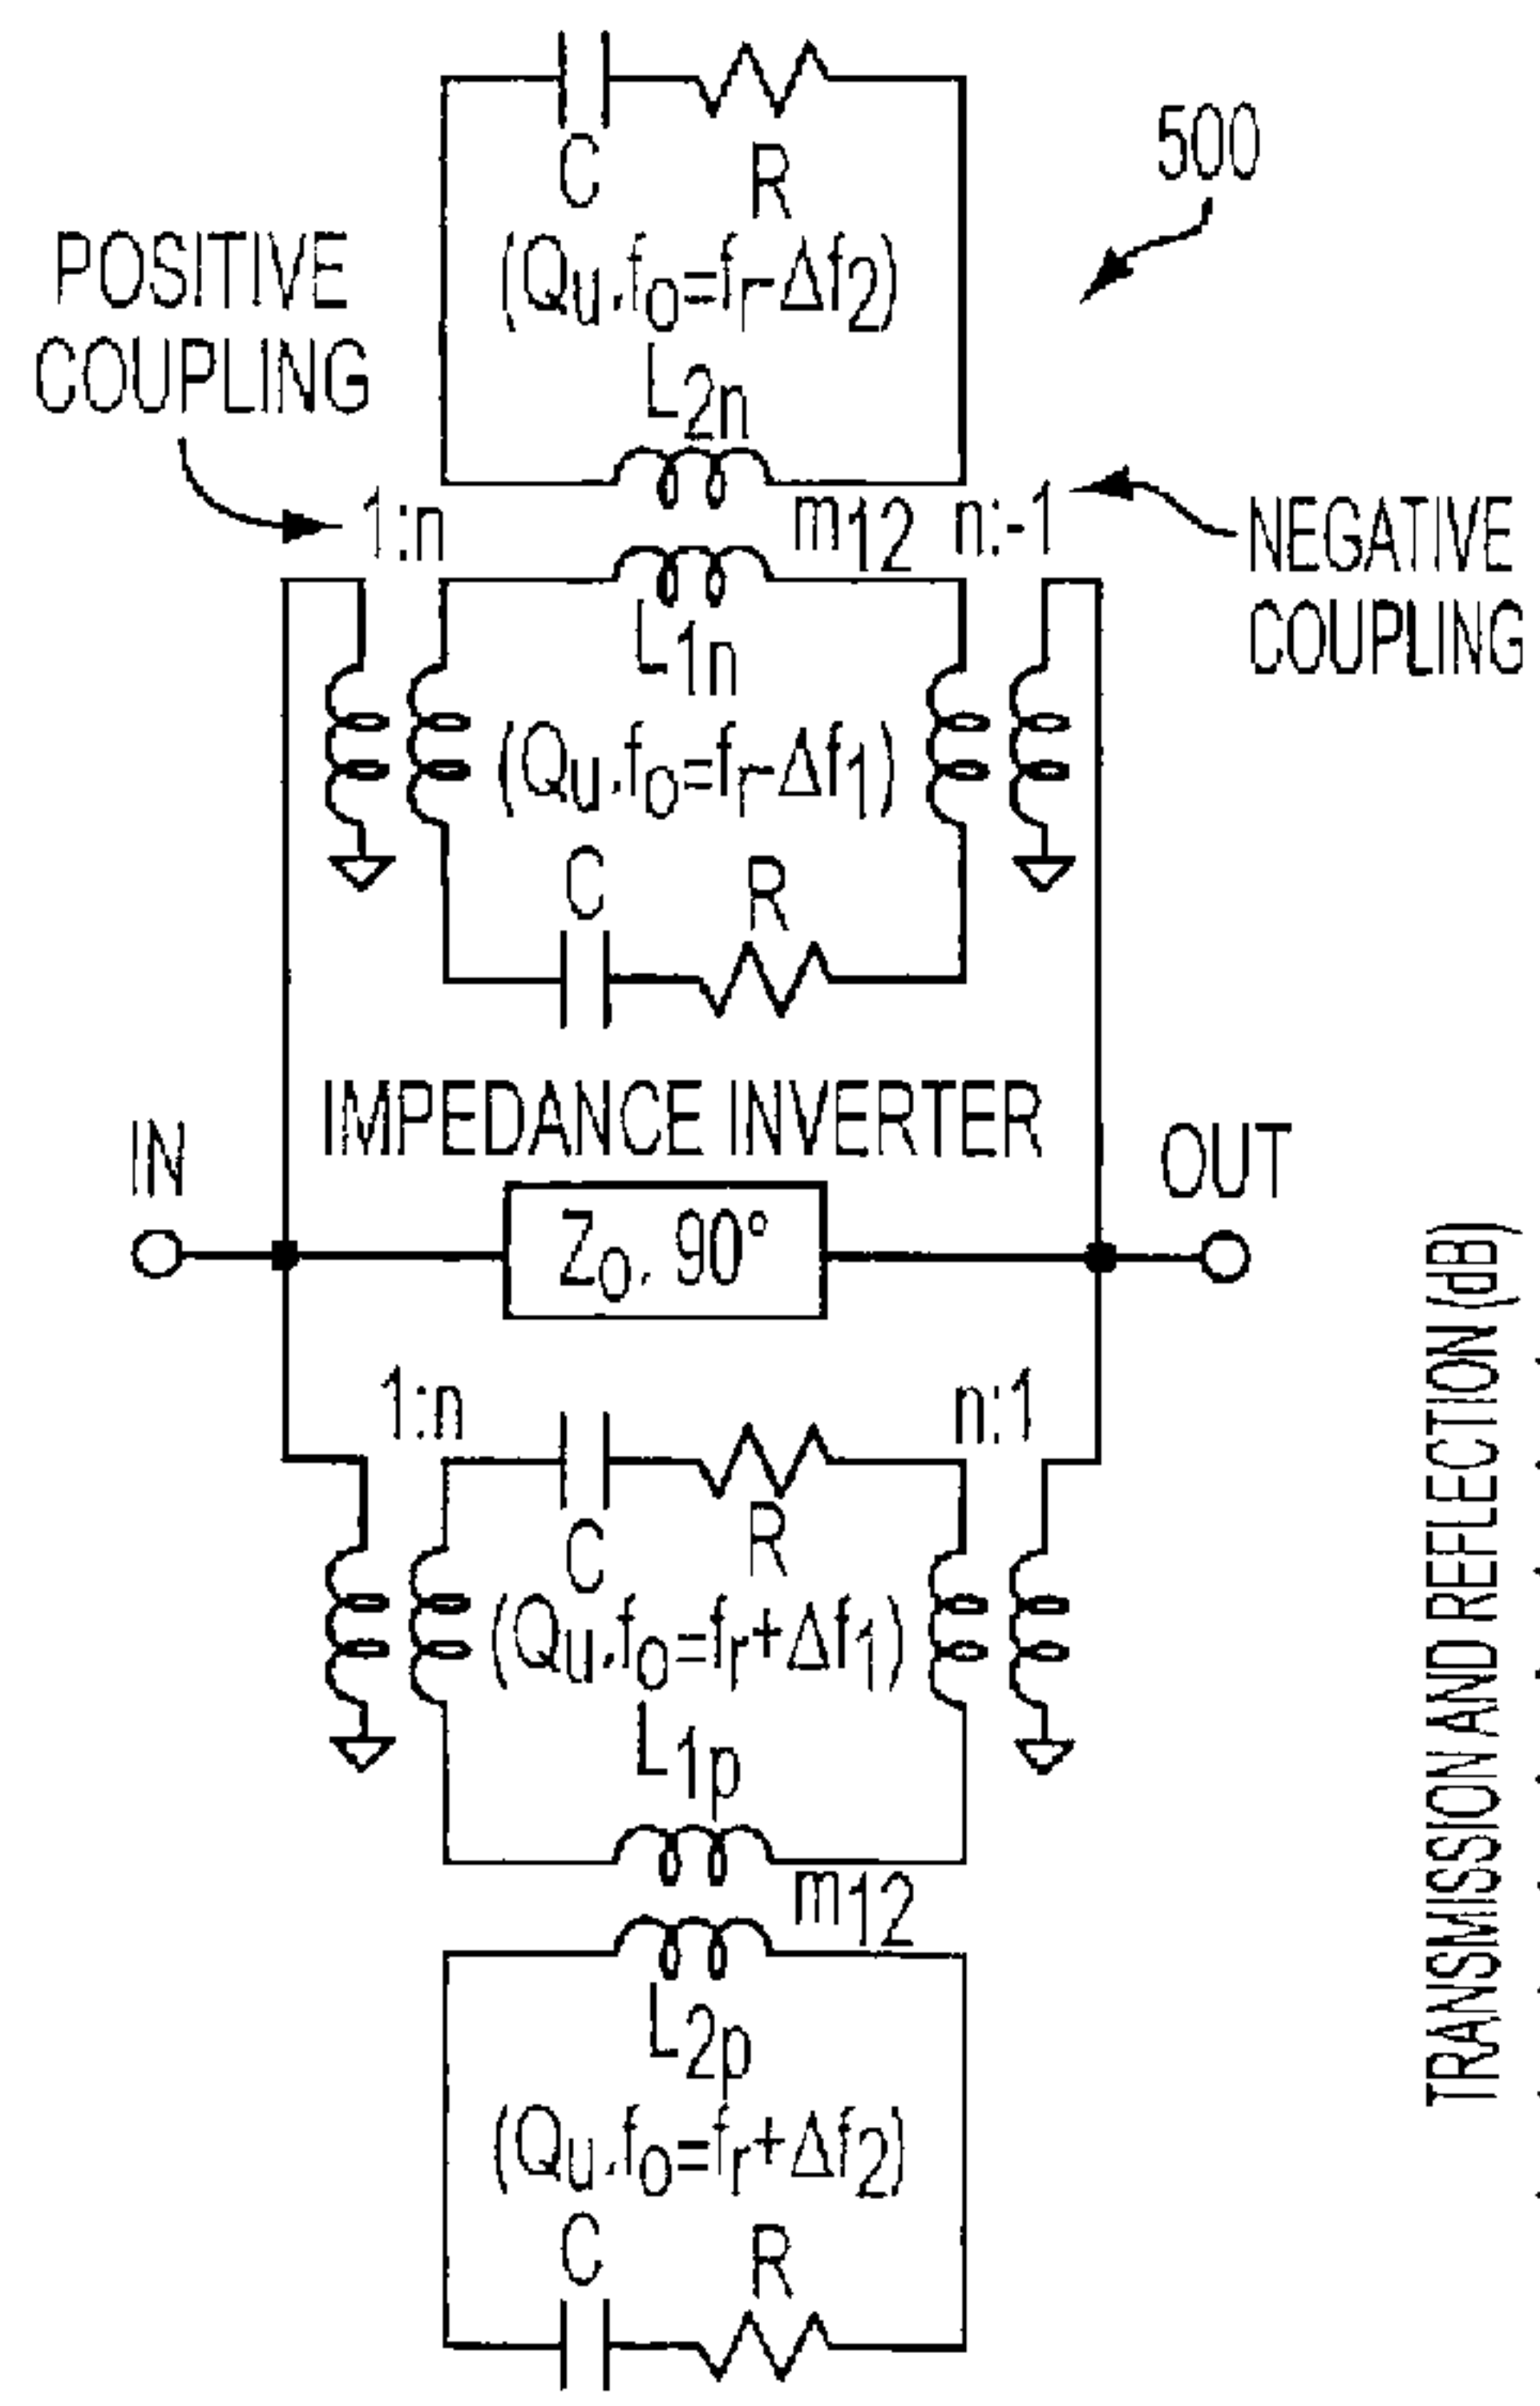 C
R
500
(Qu, fo=fr-Δf2)
POSITIVE
COUPLING
L2n
1:n
m12
n:-1
NEGATIVE
COUPLING
L1n
(Qu, fo=fr-Δf1)
C
R
IMPEDANCE INVERTER
IN
OUT
Zo, 90°
1:n
n:1
C
R
(Qu, fo=fr+Δf1)
L1p
m12
L2p
(Qu, fo=fr+Δf2)
C
R
TRANSMISSION AND REFLECTION (dB)